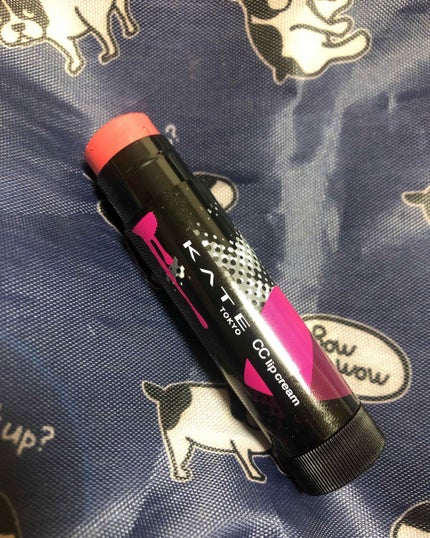 KATE
TOKYO
CC lip cream
Bow
wow
up?
?